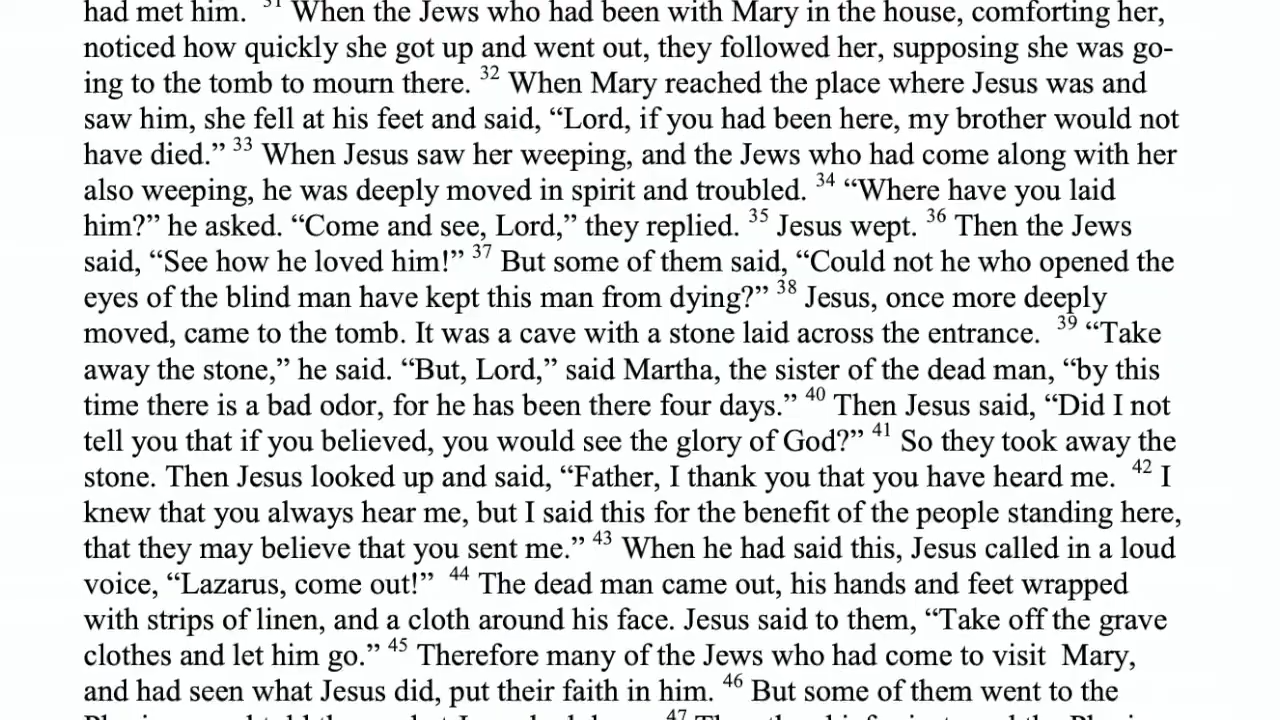 had met him. 31 When the Jews who had been with Mary in the house, comforting her,
noticed how quickly she got up and went out, they followed her, supposing she was go-
ing to the tomb to mourn there. 32 When Mary reached the place where Jesus was and
saw him, she fell at his feet and said, “Lord, if you had been here, my brother would not
have died.” 33 When Jesus saw her weeping, and the Jews who had come along with her
also weeping, he was deeply moved in spirit and troubled. 34 “Where have you laid
him?” he asked. “Come and see, Lord,” they replied. 35 Jesus wept. 36 Then the Jews
said, “See how he loved him!” 37 But some of them said, “Could not he who opened the
eyes of the blind man have kept this man from dying?” 38 Jesus, once more deeply
moved, came to the tomb. It was a cave with a stone laid across the entrance. 39 “Take
away the stone,” he said. “But, Lord,” said Martha, the sister of the dead man, “by this
time there is a bad odor, for he has been there four days.” 40 Then Jesus said, “Did I not
tell you that if you believed, you would see the glory of God?” 41 So they took away the
stone. Then Jesus looked up and said, “Father, I thank you that you have heard me. 42 I
knew that you always hear me, but I said this for the benefit of the people standing here,
that they may believe that you sent me.” 43 When he had said this, Jesus called in a loud
voice, “Lazarus, come out!” 44 The dead man came out, his hands and feet wrapped
with strips of linen, and a cloth around his face. Jesus said to them, “Take off the grave
clothes and let him go.” 45 Therefore many of the Jews who had come to visit Mary,
and had seen what Jesus did, put their faith in him. 46 But some of them went to the
47